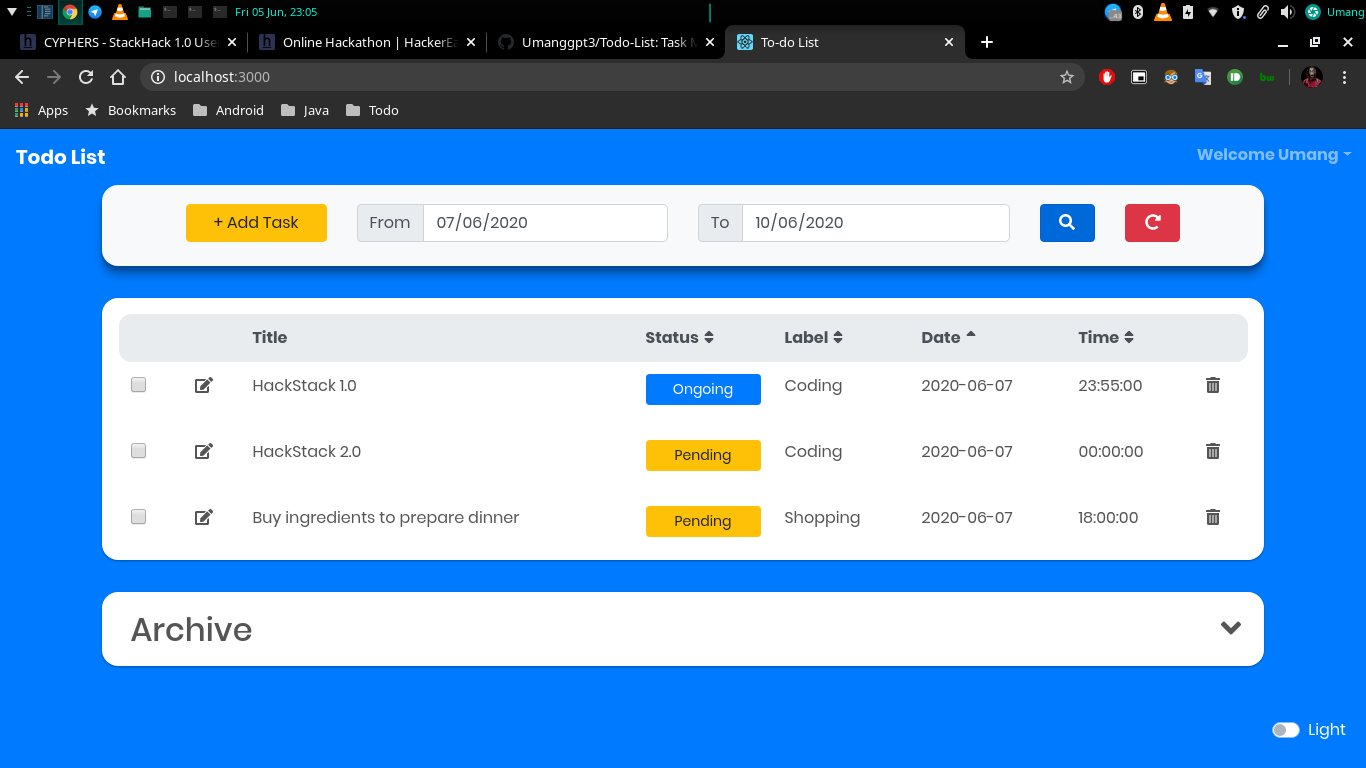 Fri 05 Jun, 23:05
Umang
CYPHERS - StackHack 1.0 Use
Online Hackathon | HackerEa
Umanggpt3/Todo-List: Task M
To-do List
localhost:3000
Apps Bookmarks Android Java Todo
Todo List
Welcome Umang
+ Add Task From 07/06/2020 To 10/06/2020
Title Status Label Date Time
HackStack 1.0 Ongoing Coding 2020-06-07 23:55:00
HackStack 2.0 Pending Coding 2020-06-07 00:00:00
Buy ingredients to prepare dinner Pending Shopping 2020-06-07 18:00:00
Archive
Light